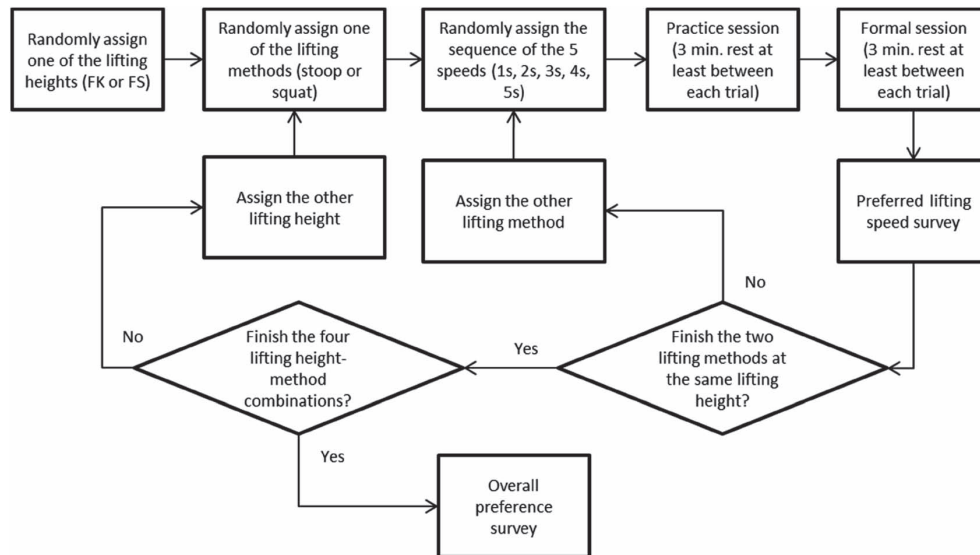 Randomly assign
one of the lifting
heights (FK or FS)
Randomly assign one
of the lifting
methods (stoop or
squat)
Randomly assign the
sequence of the 5
speeds (1s, 2s, 3s, 4s,
5s)
Practice session
(3 min. rest at
least between
each trial)
Formal session
(3 min. rest at
least between
each trial)
Assign the other
lifting height
Assign the other
lifting method
Preferred lifting
speed survey
No
Finish the four
lifting height-
method
combinations?
Yes
No
Finish the two
lifting methods at
the same lifting
height?
Yes
Overall
preference
survey